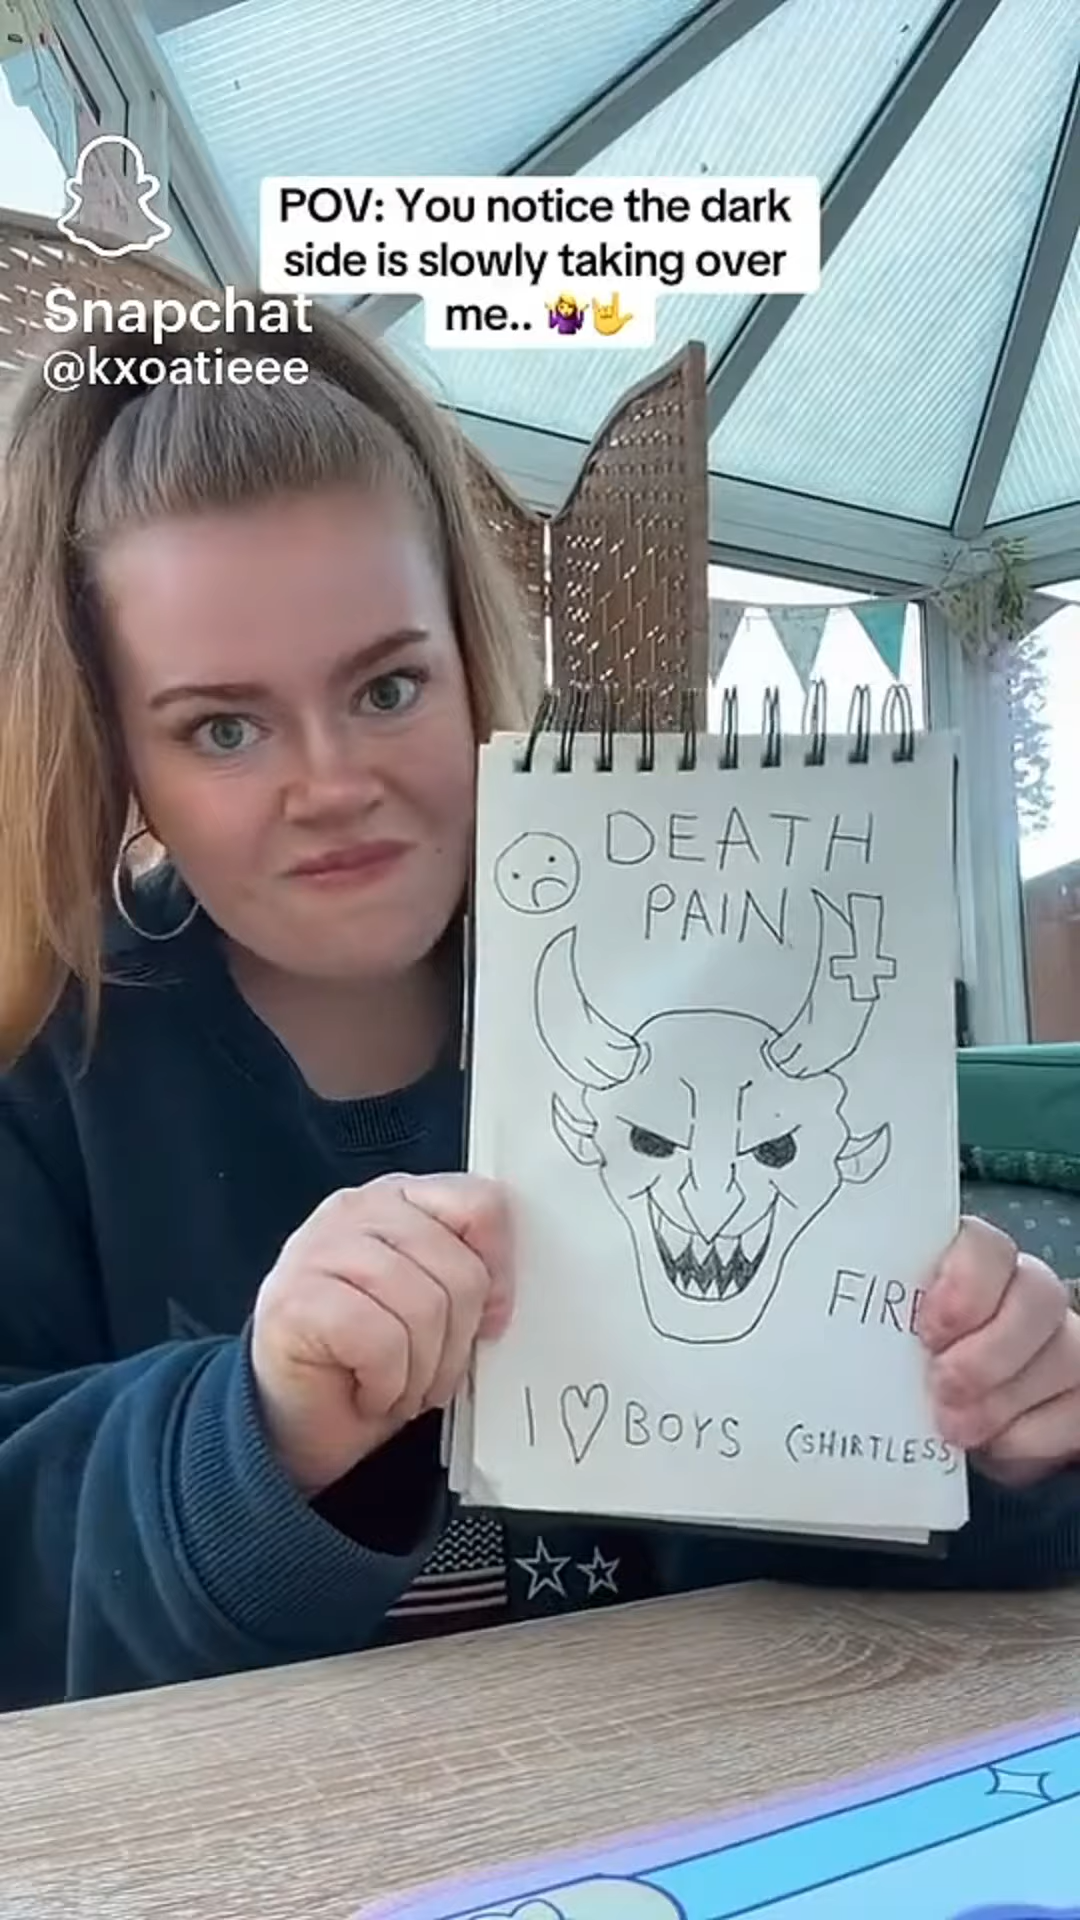 POV: You notice the dark
side is slowly taking over
me.. 🤷‍♀️🤟
Snapchat
@kxoatieee
DEATH
PAIN
FIRE
I ♡ BOYS (SHIRTLESS)